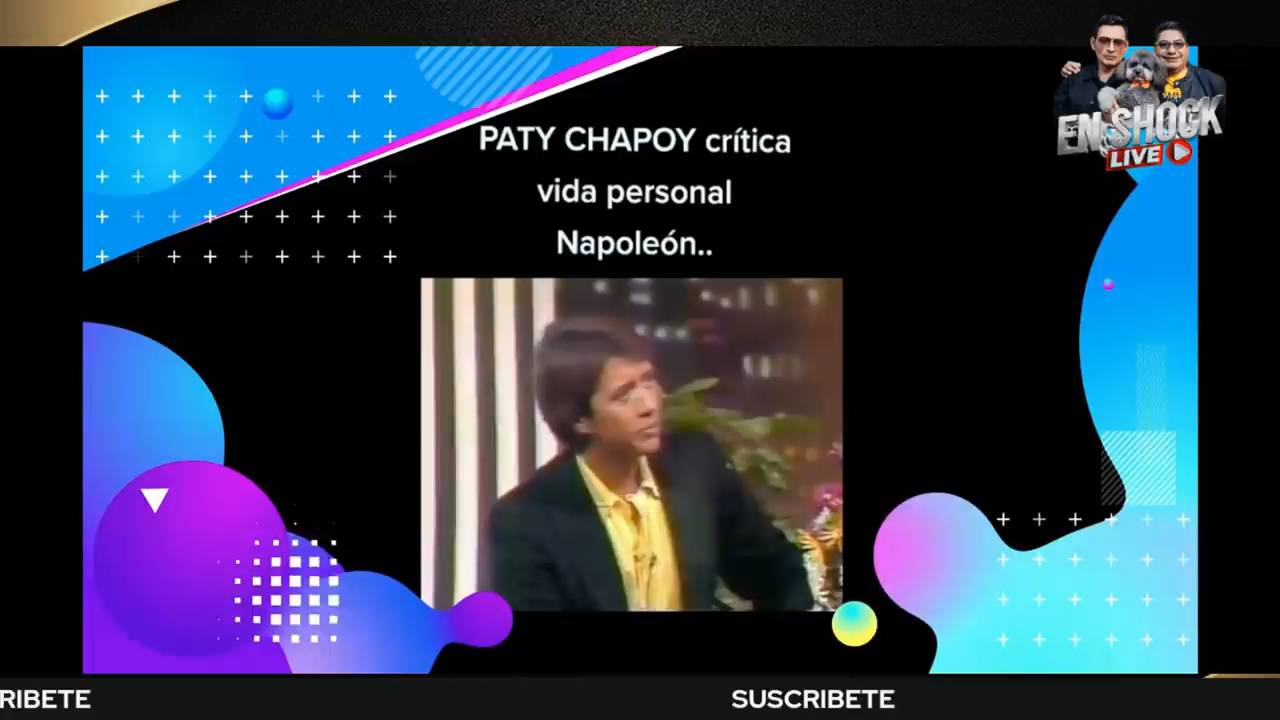 EN SHOCK
LIVE
PATY CHAPOY crítica
vida personal
Napoleón..
RIBETE
SUSCRIBETE